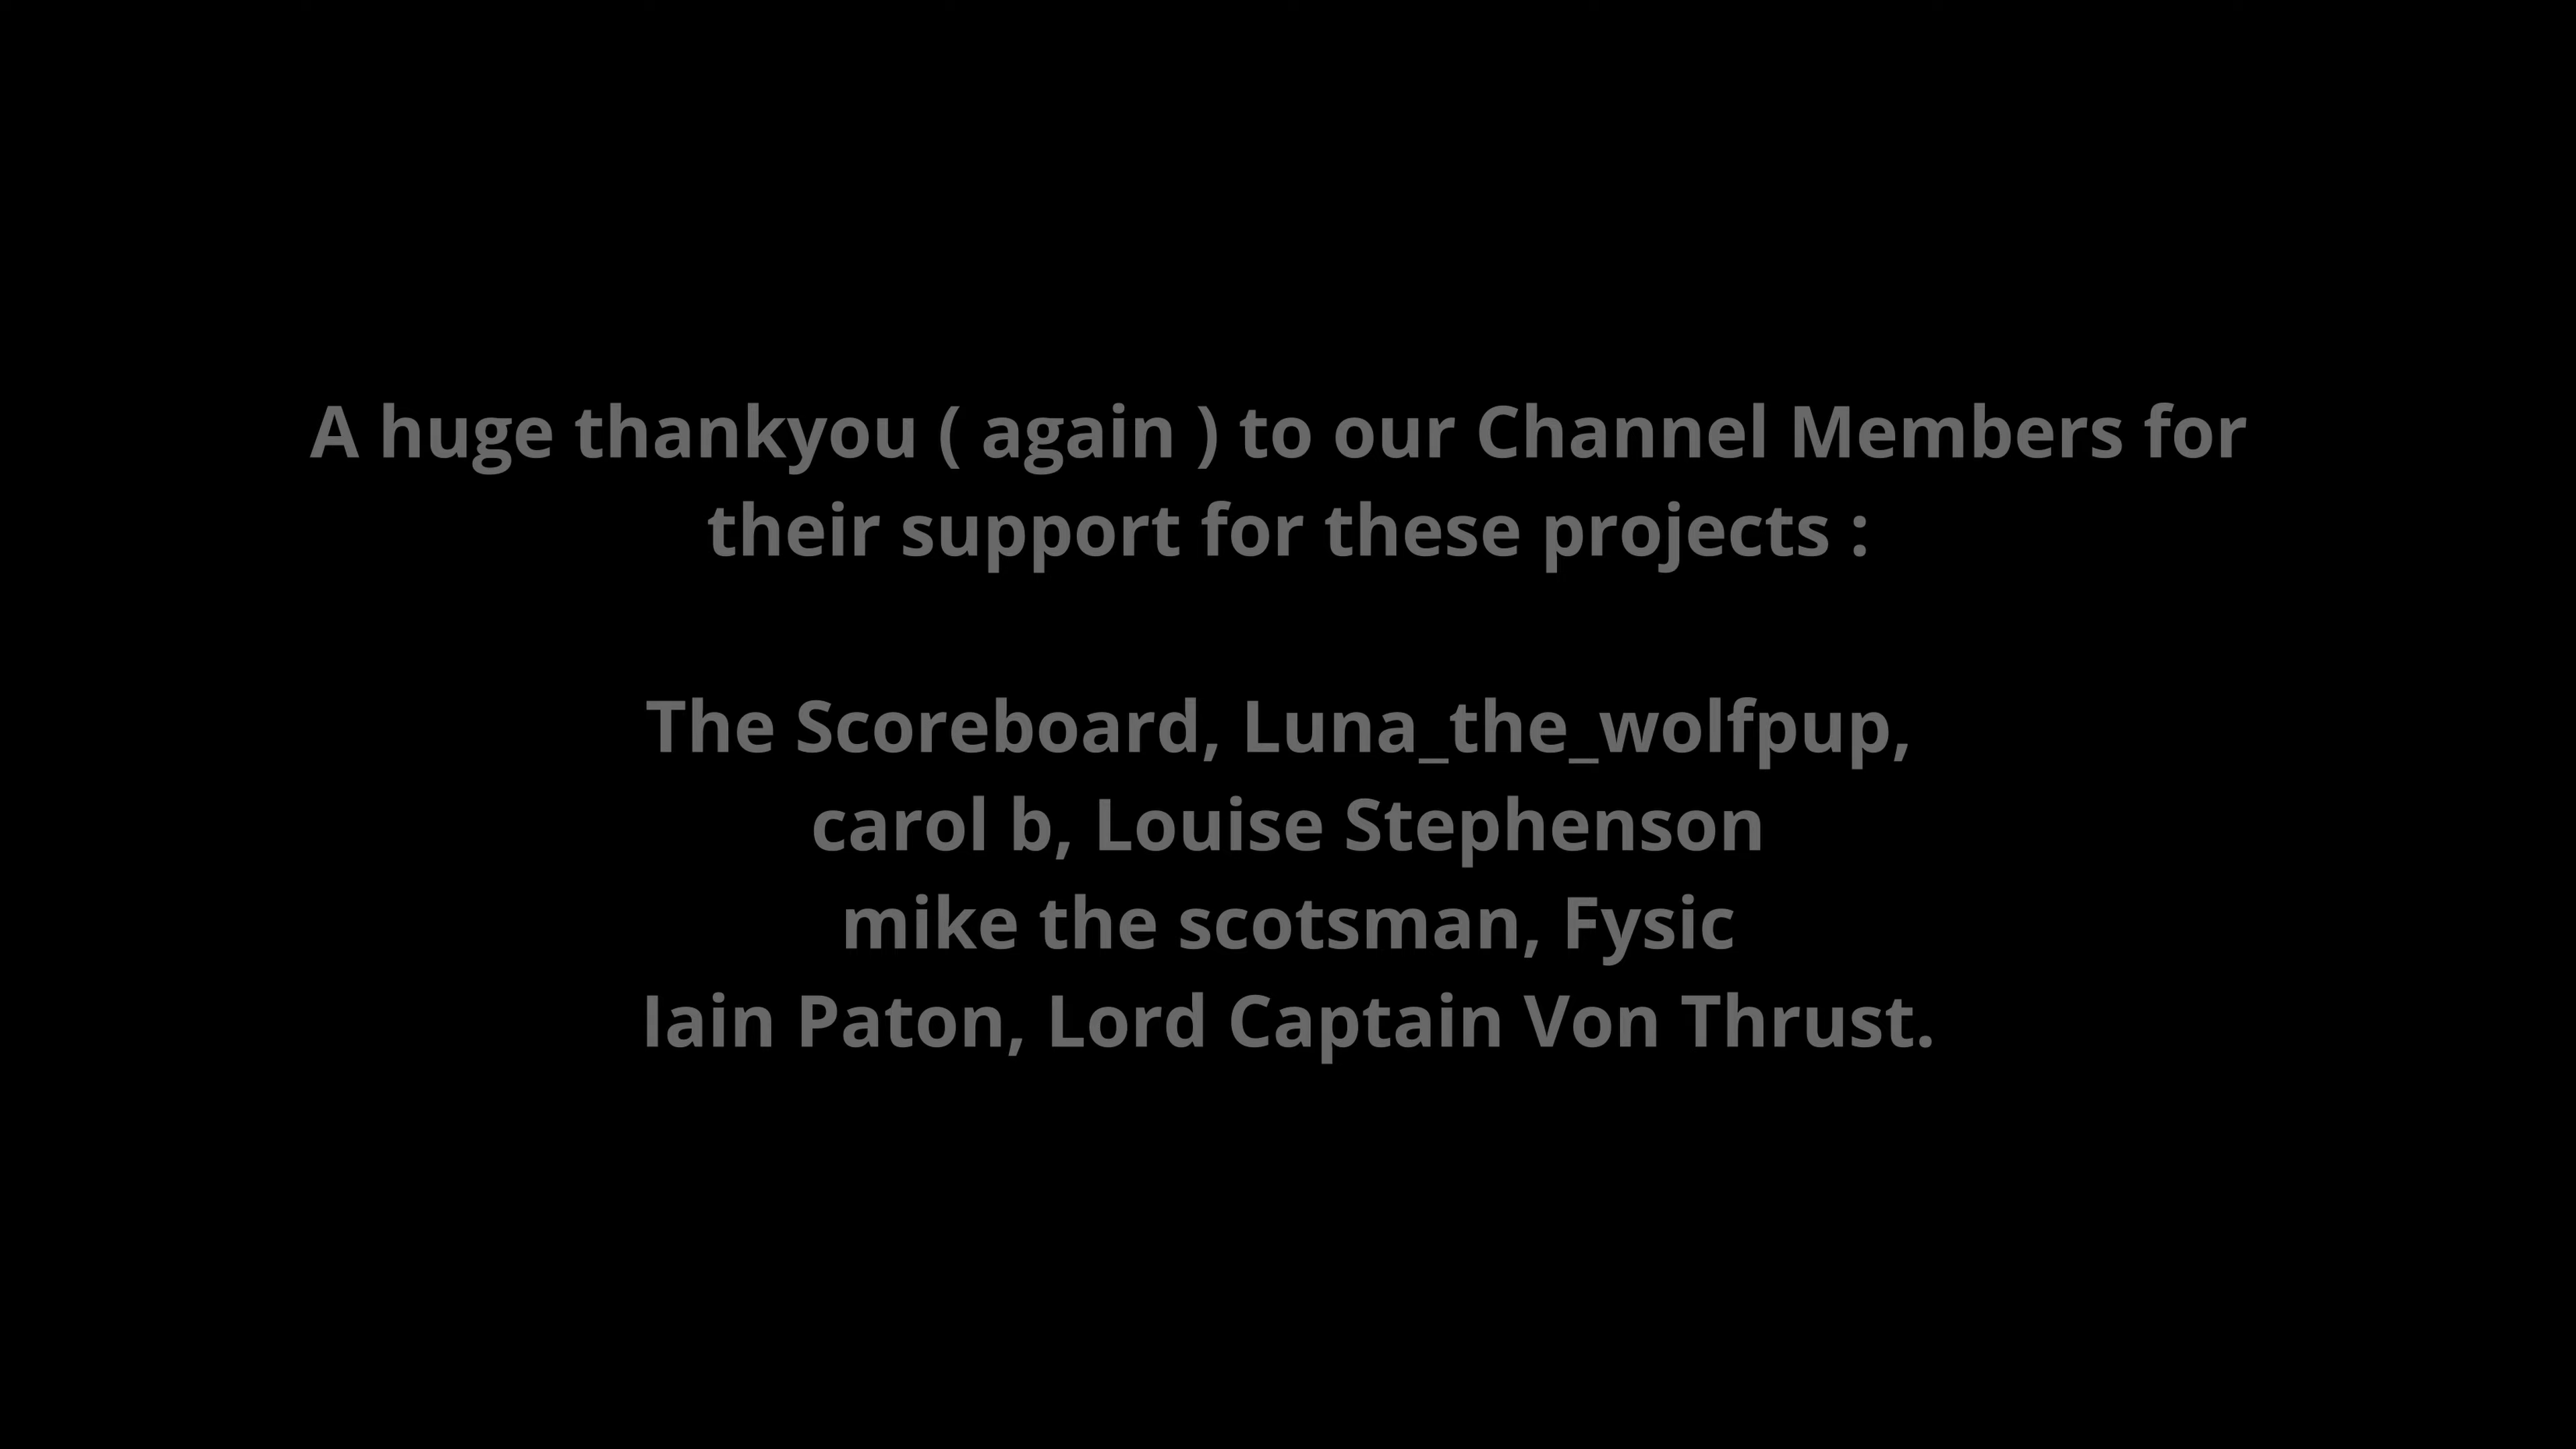 A huge thankyou ( again ) to our Channel Members for
their support for these projects :
The Scoreboard, Luna_the_wolfpup,
carol b, Louise Stephenson
mike the scotsman, Fysic
Iain Paton, Lord Captain Von Thrust.